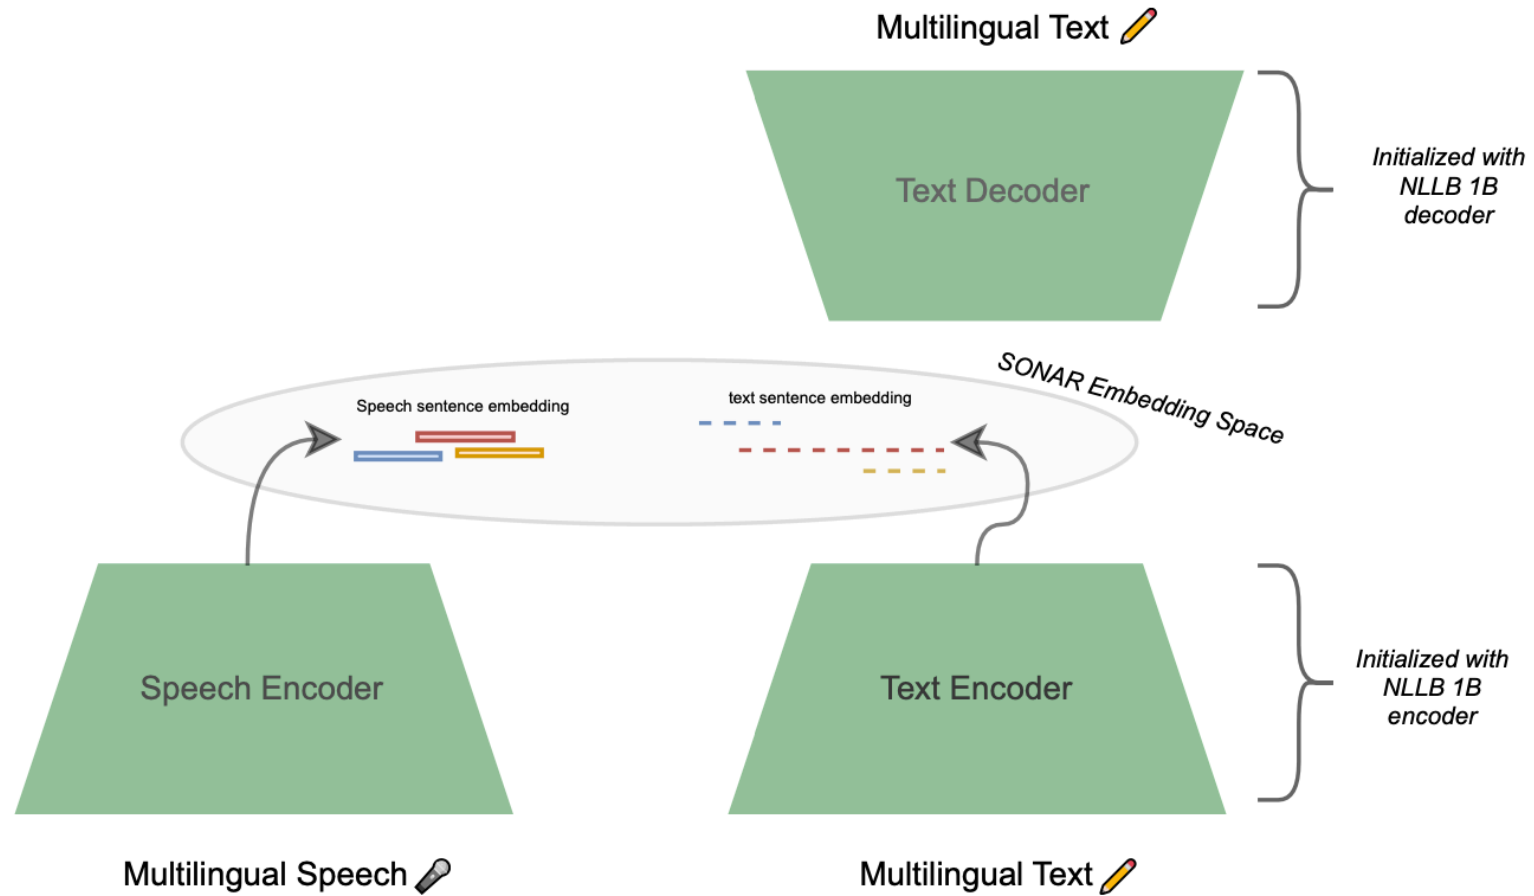 Multilingual Text
Text Decoder
Initialized with
NLLB 1B
decoder
SONAR Embedding Space
Speech sentence embedding
text sentence embedding
Speech Encoder
Text Encoder
Initialized with
NLLB 1B
encoder
Multilingual Speech
Multilingual Text